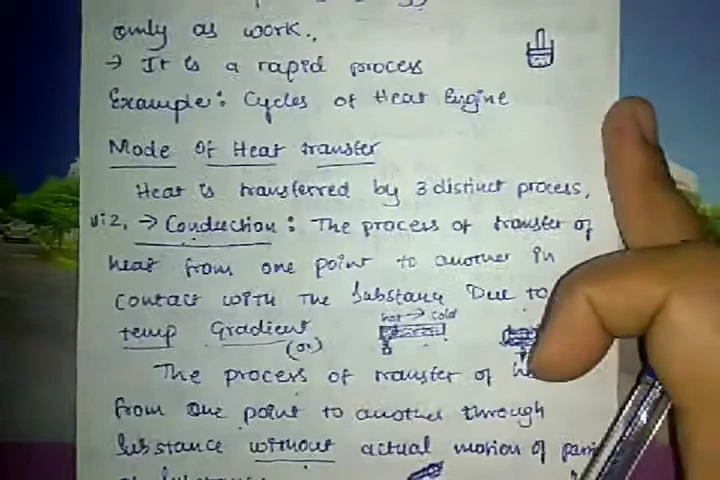 only as work.,
→ It is a rapid process
Example: Cycles of Heat Engine
Mode of Heat transfer
Heat is transferred by 3 distinct process,
viz, → Conduction : The process of transfer of
heat from one point to another in
contact with the substance Due to
hot → cold
temp Gradient
(or)
The process of transfer of
from one point to another through
substance without actual motion of